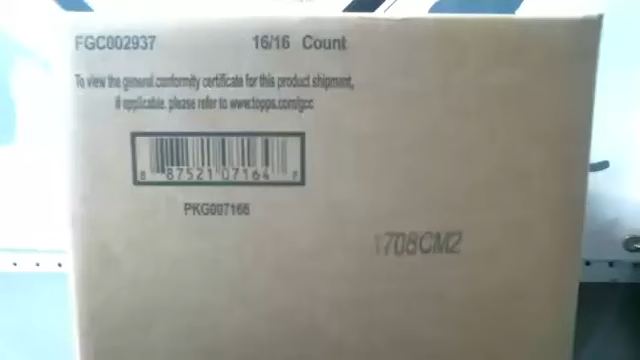 FGC002937 16/16 Count
To view the general conformity certificate for this product shipment,
if applicable, please refer to www.topps.com/gcc
8 87521 07164
PKG007166
1708CM2